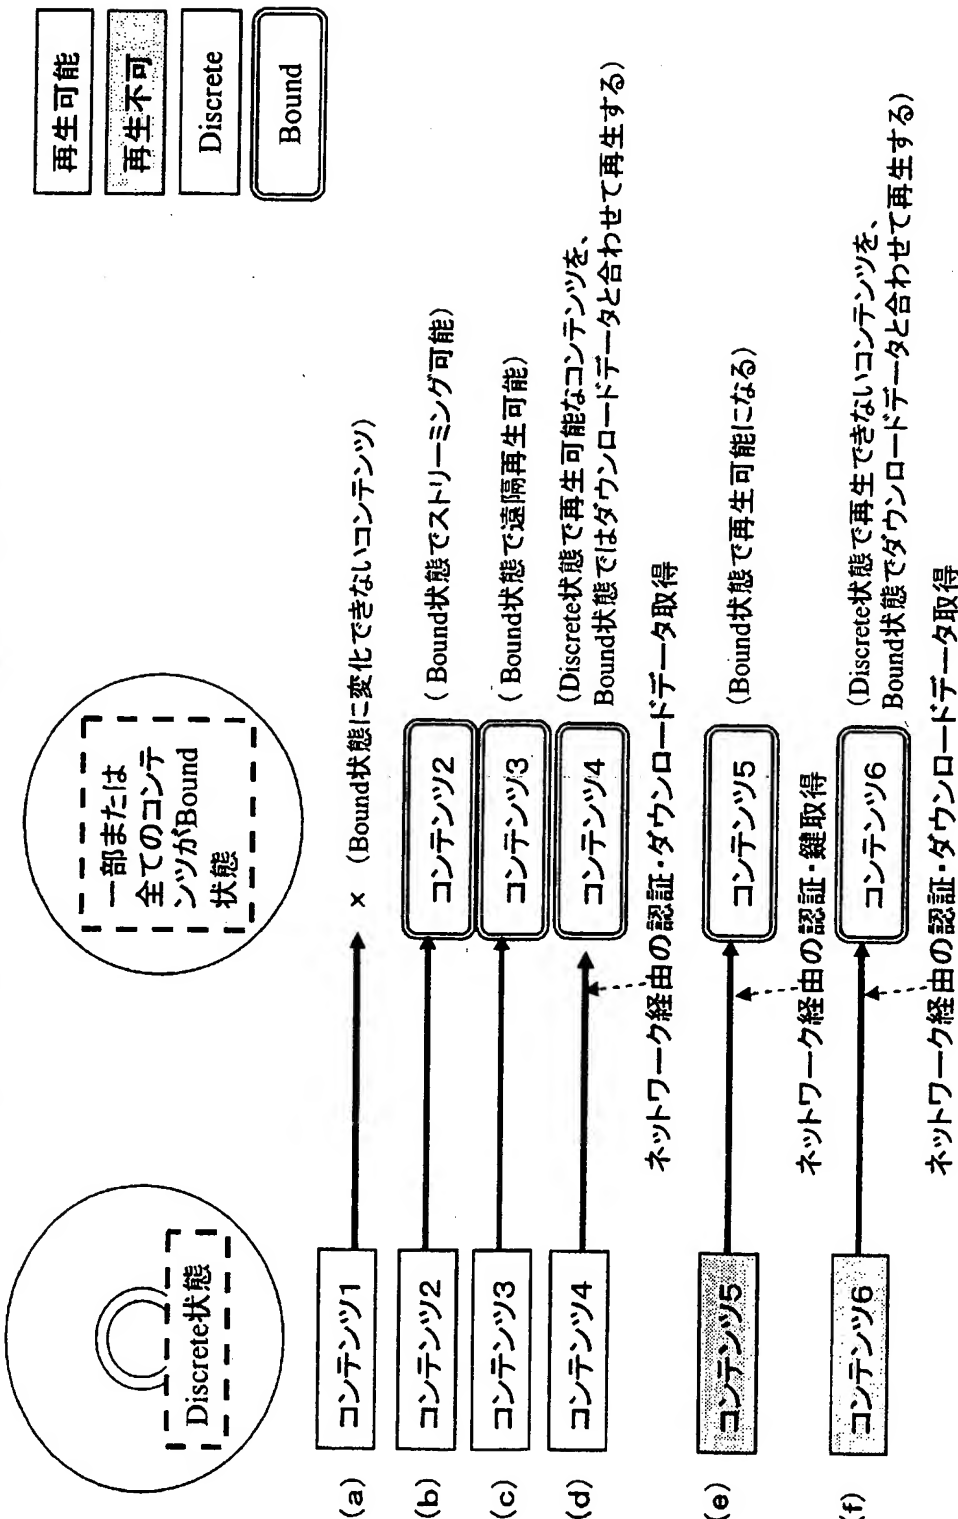 再生可能
再生不可
Discrete
Bound
Discrete状態
一部または
全てのコンテ
ンツがBound
状態
(a)
コンテンツ1
×
(Bound状態に変化できないコンテンツ)
(b)
コンテンツ2
コンテンツ2
( Bound状態でストリーミング可能)
(c)
コンテンツ3
コンテンツ3
( Bound状態で遠隔再生可能)
(d)
コンテンツ4
コンテンツ4
(Discrete状態で再生可能なコンテンツを、
Bound状態ではダウンロードデータと合わせて再生する)
ネットワーク経由の認証・ダウンロードデータ取得
(e)
コンテンツ5
コンテンツ5
(Bound状態で再生可能になる)
ネットワーク経由の認証・鍵取得
(f)
コンテンツ6
コンテンツ6
(Discrete状態で再生できないコンテンツを、
Bound状態でダウンロードデータと合わせて再生する)
ネットワーク経由の認証・ダウンロードデータ取得